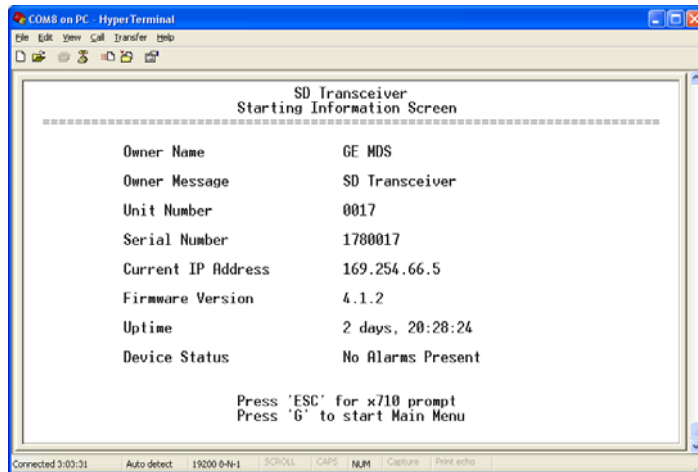 COM8 on PC - HyperTerminal
File Edit View Call Transfer Help
SD Transceiver
Starting Information Screen
==========================================================================
Owner Name GE MDS
Owner Message SD Transceiver
Unit Number 0017
Serial Number 1780017
Current IP Address 169.254.66.5
Firmware Version 4.1.2
Uptime 2 days, 20:28:24
Device Status No Alarms Present
Press 'ESC' for x710 prompt
Press 'G' to start Main Menu
Connected 3:03:31 Auto detect 19200 8-N-1 SCROLL CAPS NUM Capture Print echo